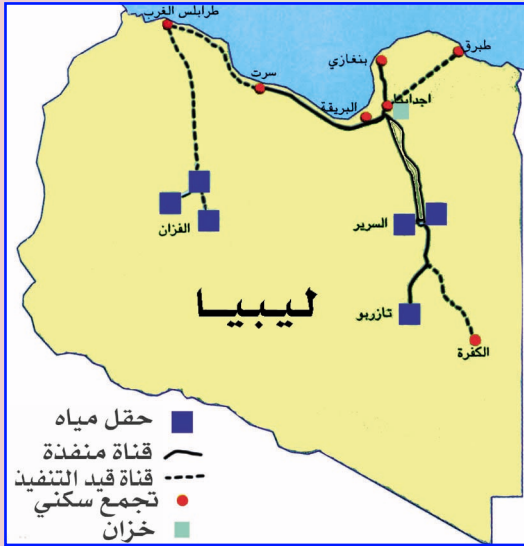 طرابلس الغرب
طبرق
بنغازي
سرت
اجدابيا
البريقة
السرير
الفزان
ليبيا
تازربو
الكفرة
حقل مياه
قناة منفذة
قناة قيد التنفيذ
تجمع سكني
خزان